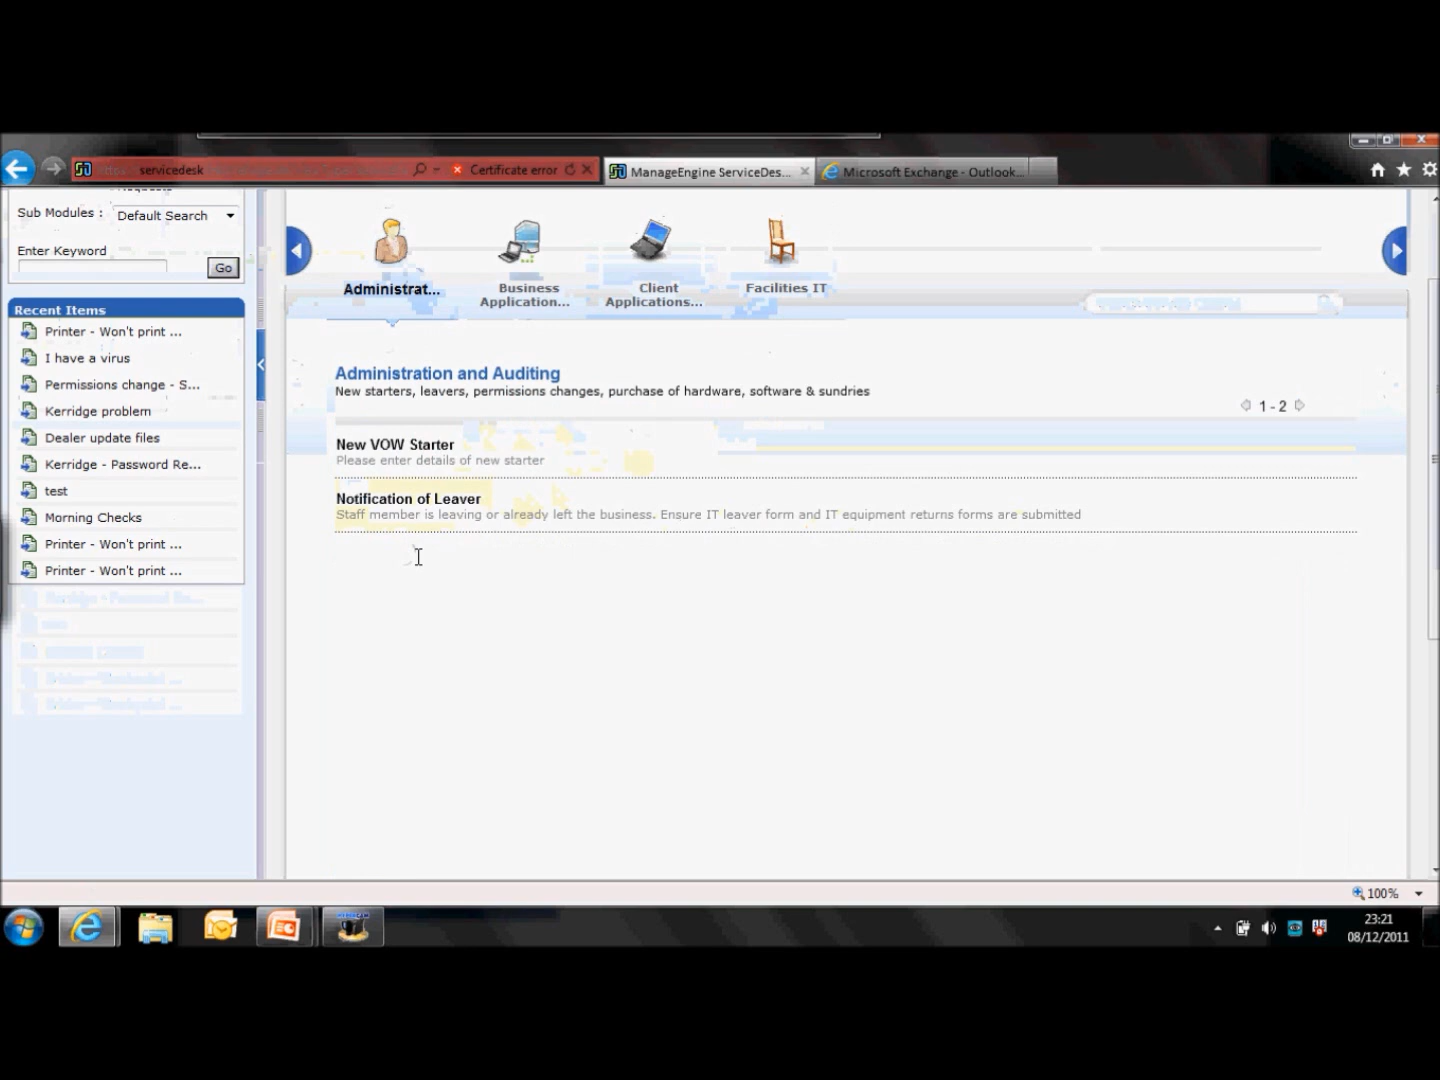 servicedesk
Certificate error
ManageEngine ServiceDes...
Microsoft Exchange - Outlook...
Sub Modules :
Default Search
Enter Keyword
Go
Recent Items
Printer - Won't print ...
I have a virus
Permissions change - S...
Kerridge problem
Dealer update files
Kerridge - Password Re...
test
Morning Checks
Printer - Won't print ...
Printer - Won't print ...
Administrat...
Business
Application...
Client
Applications...
Facilities IT
Administration and Auditing
New starters, leavers, permissions changes, purchase of hardware, software & sundries
1 - 2
New VOW Starter
Please enter details of new starter
Notification of Leaver
Staff member is leaving or already left the business. Ensure IT leaver form and IT equipment returns forms are submitted
100%
23:21
08/12/2011